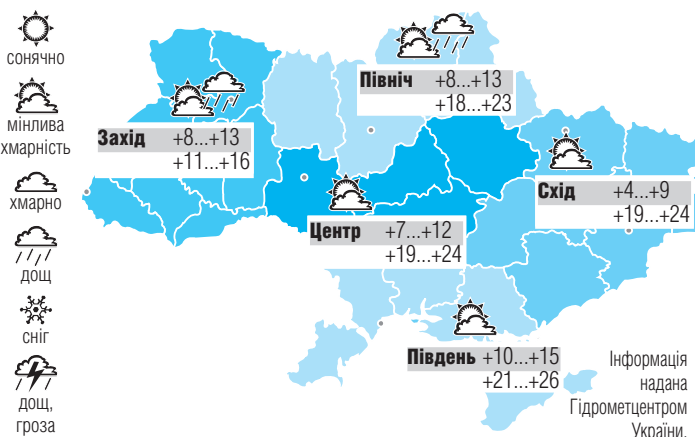 сонячно
мінлива
хмарність
хмарно
дощ
сніг
дощ,
гроза
Північ +8...+13
+18...+23
Захід +8...+13
+11...+16
Схід +4...+9
+19...+24
Центр +7...+12
+19...+24
Південь +10...+15
+21...+26
Інформація
надана
Гідрометцентром
України.